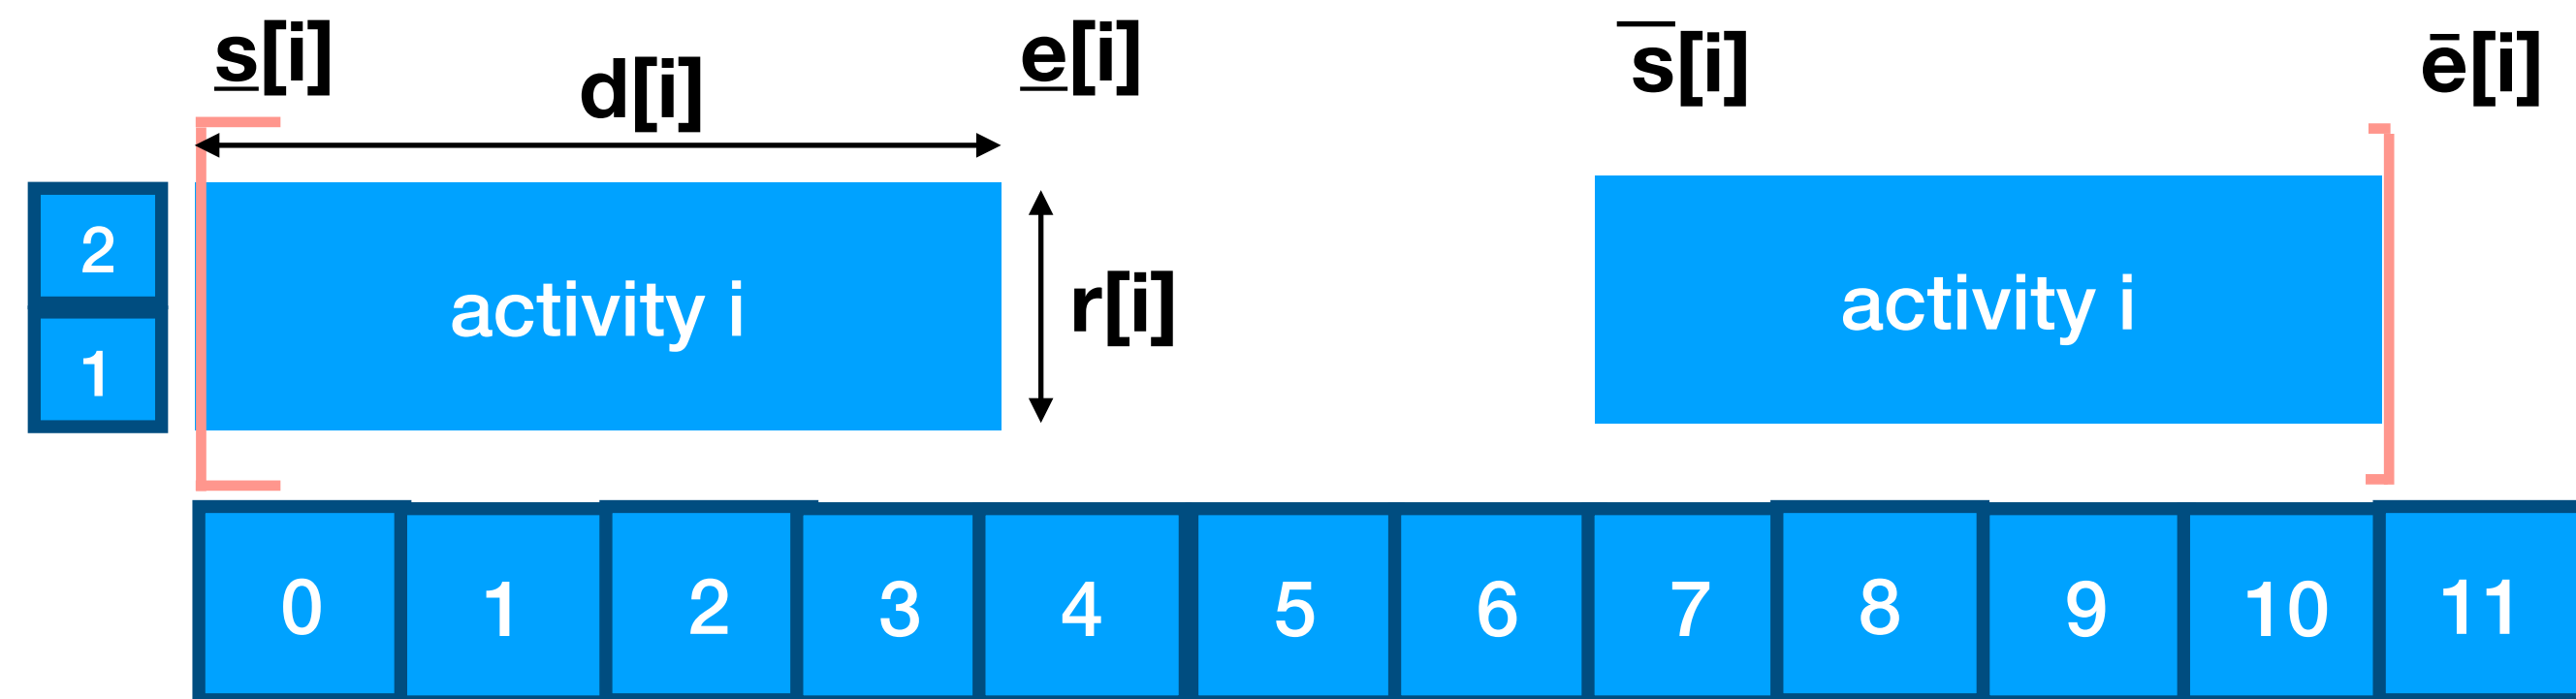 s̲[i]
d[i]
e̲[i]
s̅[i]
ē[i]
2
1
activity i
r[i]
activity i
0 1 2 3 4 5 6 7 8 9 10 11